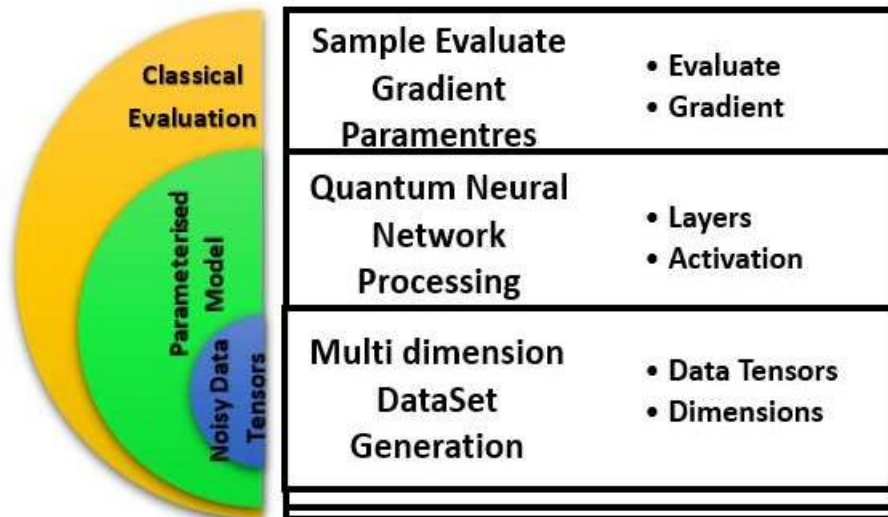 Classical
Evaluation
Parameterised
Model
Noisy Data
Tensors
Sample Evaluate
Gradient
Paramentres
• Evaluate
• Gradient
Quantum Neural
Network
Processing
• Layers
• Activation
Multi dimension
DataSet
Generation
• Data Tensors
• Dimensions